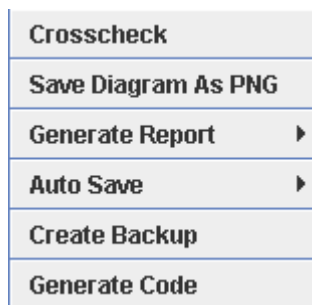 Crosscheck
Save Diagram As PNG
Generate Report
Auto Save
Create Backup
Generate Code